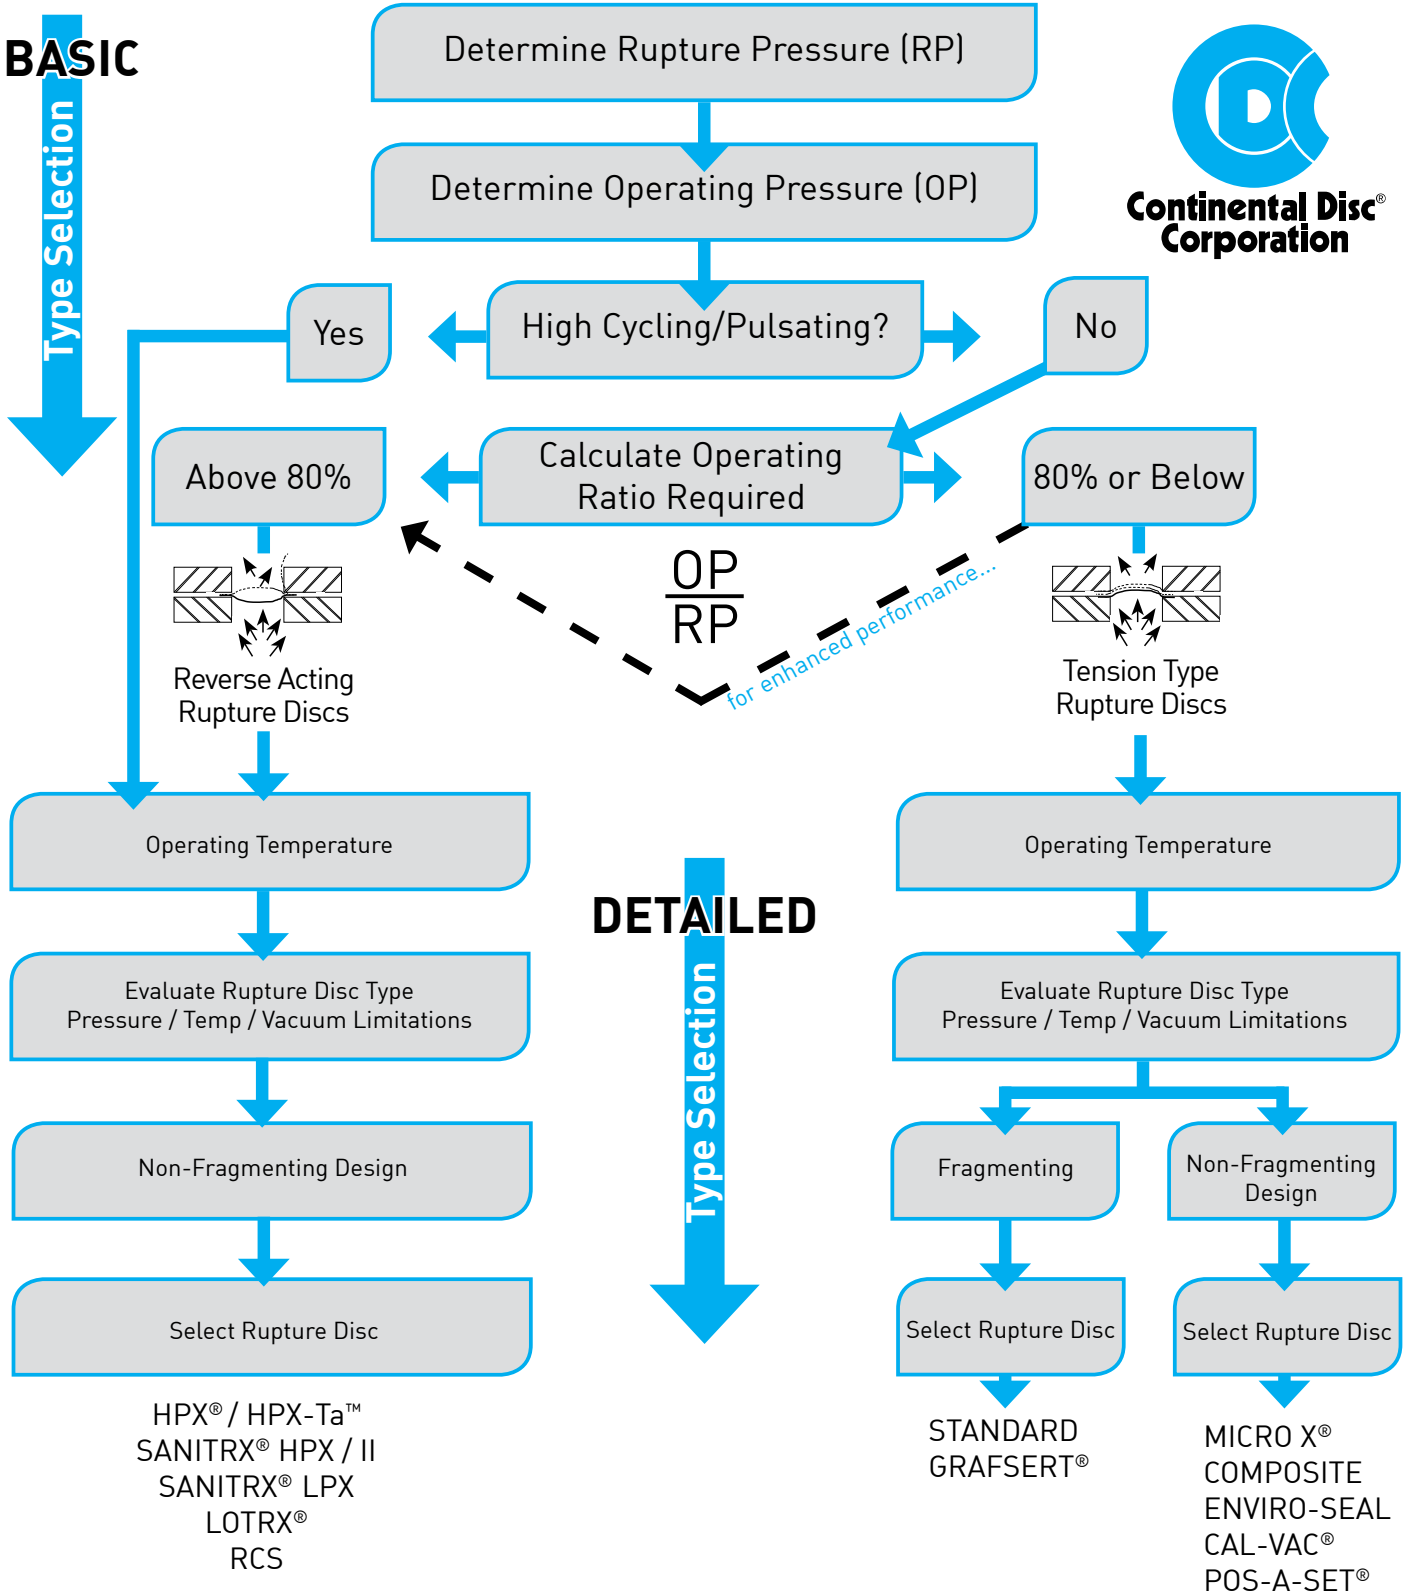 BASIC
Type Selection
Determine Rupture Pressure (RP)
Determine Operating Pressure (OP)
Continental Disc®
Corporation
Yes
High Cycling/Pulsating?
No
Above 80%
Calculate Operating
Ratio Required
80% or Below
OP
RP
for enhanced performance...
Reverse Acting
Rupture Discs
Tension Type
Rupture Discs
Operating Temperature
Operating Temperature
DETAILED
Type Selection
Evaluate Rupture Disc Type
Pressure / Temp / Vacuum Limitations
Evaluate Rupture Disc Type
Pressure / Temp / Vacuum Limitations
Non-Fragmenting Design
Fragmenting
Non-Fragmenting
Design
Select Rupture Disc
Select Rupture Disc
Select Rupture Disc
HPX® / HPX-Ta™
SANITRX® HPX / II
SANITRX® LPX
LOTRX®
RCS
STANDARD
GRAFSERT®
MICRO X®
COMPOSITE
ENVIRO-SEAL
CAL-VAC®
POS-A-SET®